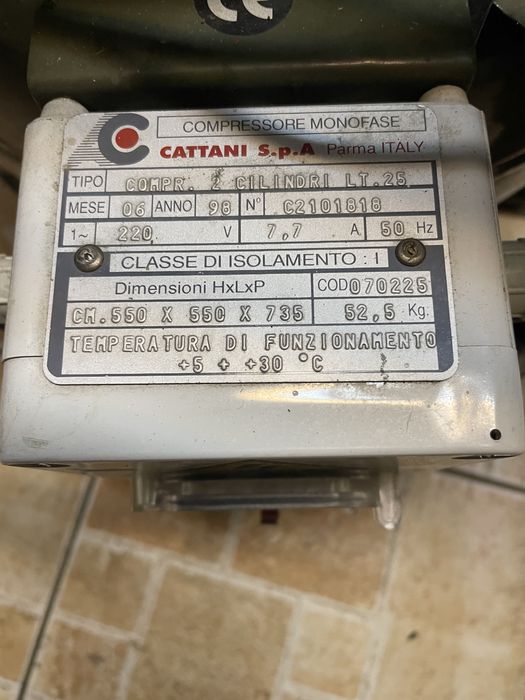 CE
COMPRESSORE MONOFASE
CATTANI S.p.A Parma ITALY
TIPO COMPR. 2 CILINDRI LT.25
MESE 06 ANNO 98 N° C2101818
1~ 220 V 7,7 A 50 Hz
CLASSE DI ISOLAMENTO : I
Dimensioni HxLxP COD 070225
CM.550 X 550 X 735 52,5 Kg.
TEMPERATURA DI FUNZIONAMENTO
+5 + +30 °C